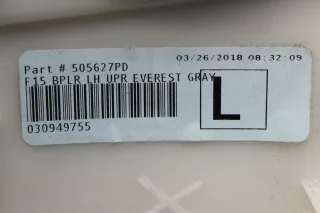 03/26/2018 08:32:09
Part # 505627PD
F15 BPLR LH UPR EVEREST GRAY
L
030949755